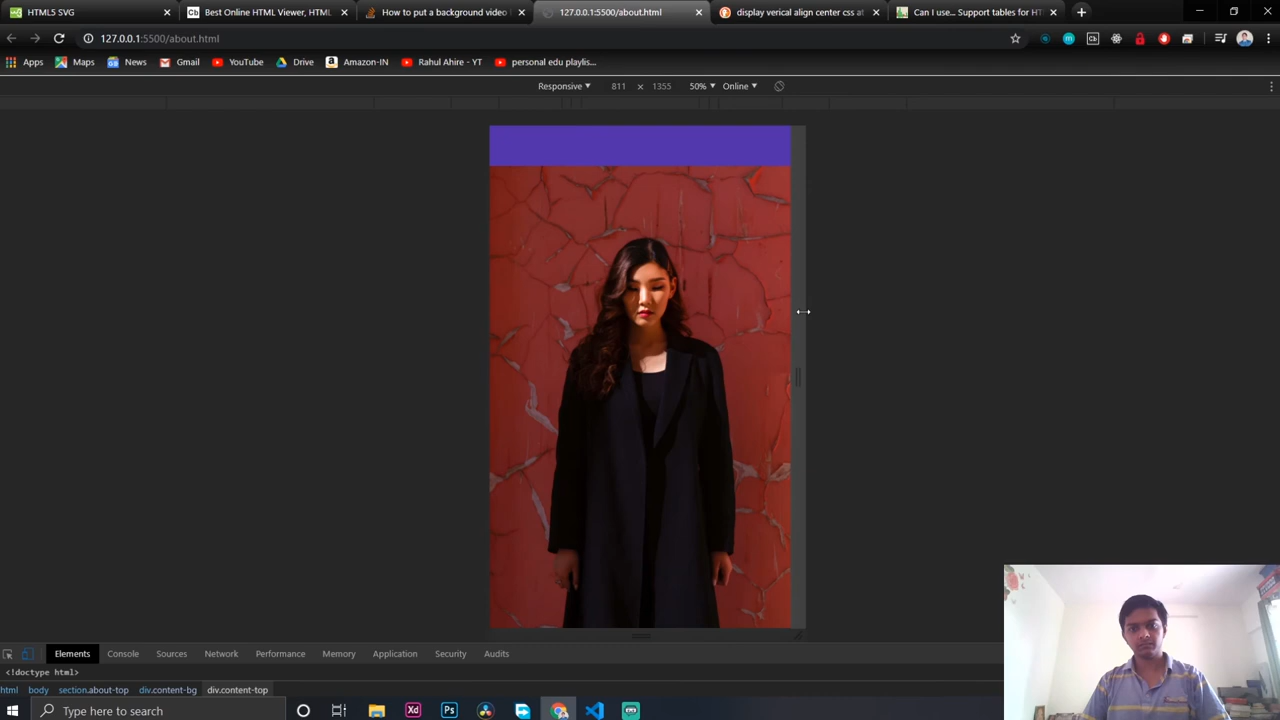 HTML5 SVG
Best Online HTML Viewer, HTML
How to put a background video
127.0.0.1:5500/about.html
display verical align center css at
Can I use... Support tables for HT
127.0.0.1:5500/about.html
Apps
Maps
News
Gmail
YouTube
Drive
Amazon-IN
Rahul Ahire - YT
personal edu playlis...
Responsive
811 × 1355
50%
Online
Elements
Console
Sources
Network
Performance
Memory
Application
Security
Audits
<!doctype html>
html body section.about-top div.content-bg div.content-top
Type here to search
Xd
Ps